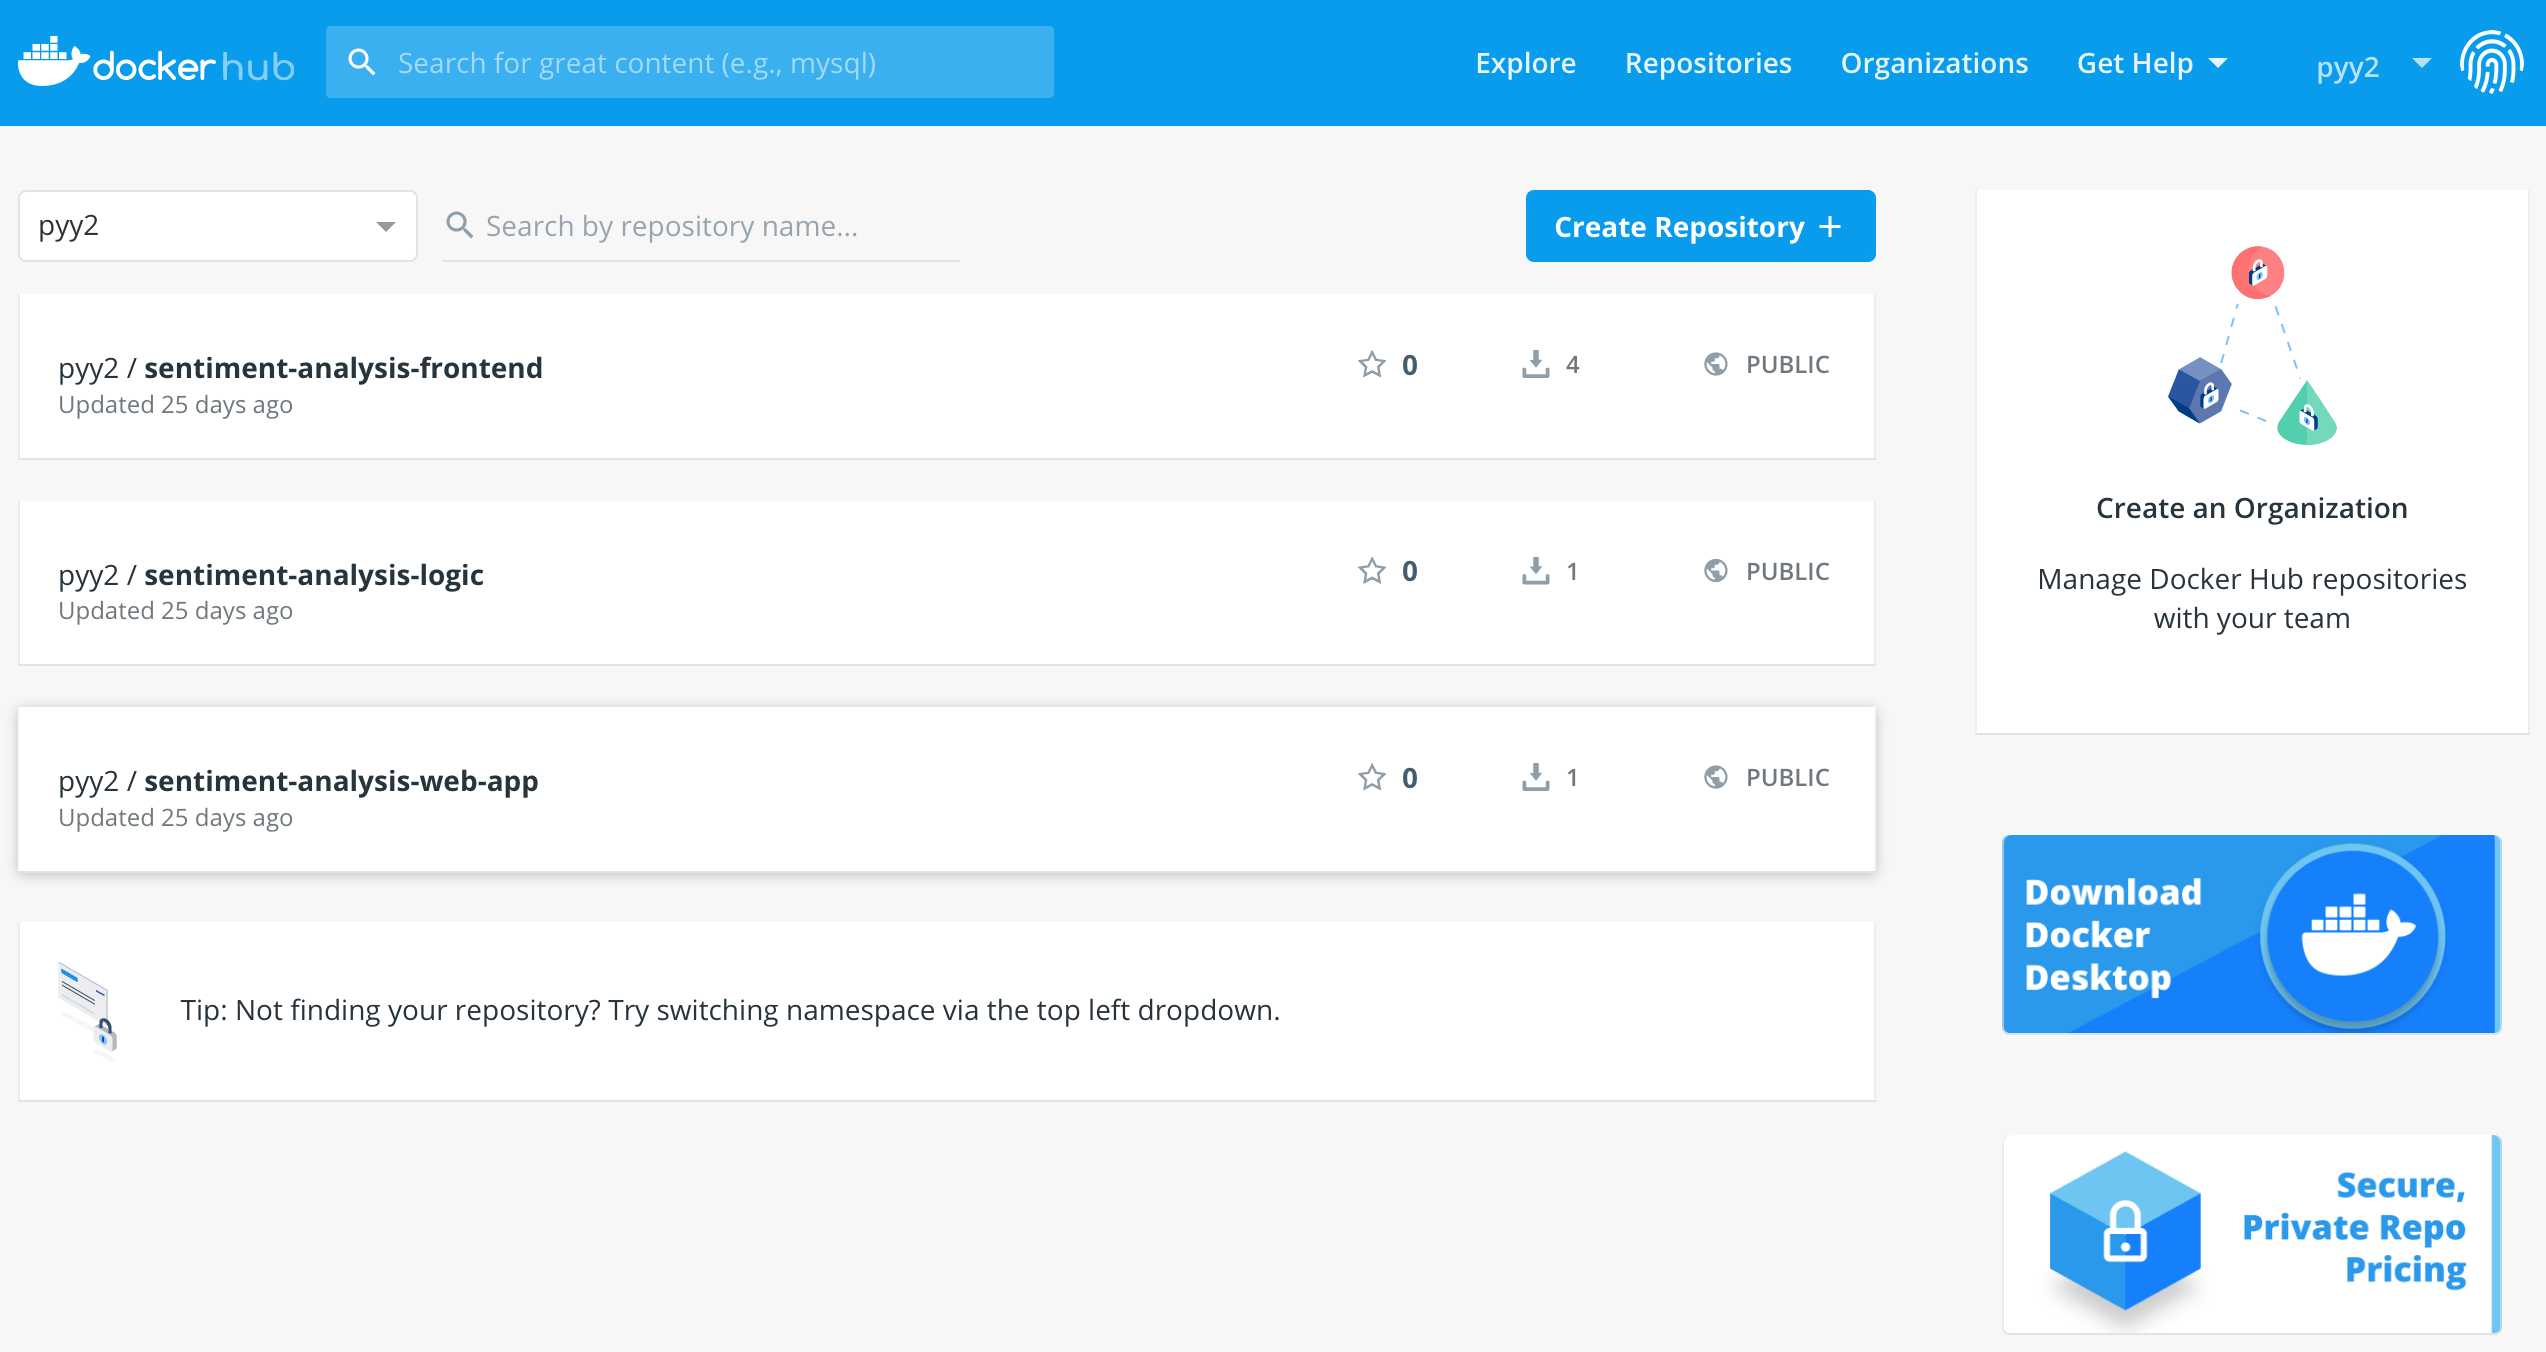 docker hub
Search for great content (e.g., mysql)
Explore
Repositories
Organizations
Get Help
pyy2
pyy2
Search by repository name...
Create Repository +
pyy2 / sentiment-analysis-frontend
Updated 25 days ago
0
4
PUBLIC
pyy2 / sentiment-analysis-logic
Updated 25 days ago
0
1
PUBLIC
pyy2 / sentiment-analysis-web-app
Updated 25 days ago
0
1
PUBLIC
Tip: Not finding your repository? Try switching namespace via the top left dropdown.
Create an Organization
Manage Docker Hub repositories
with your team
Download
Docker
Desktop
Secure,
Private Repo
Pricing